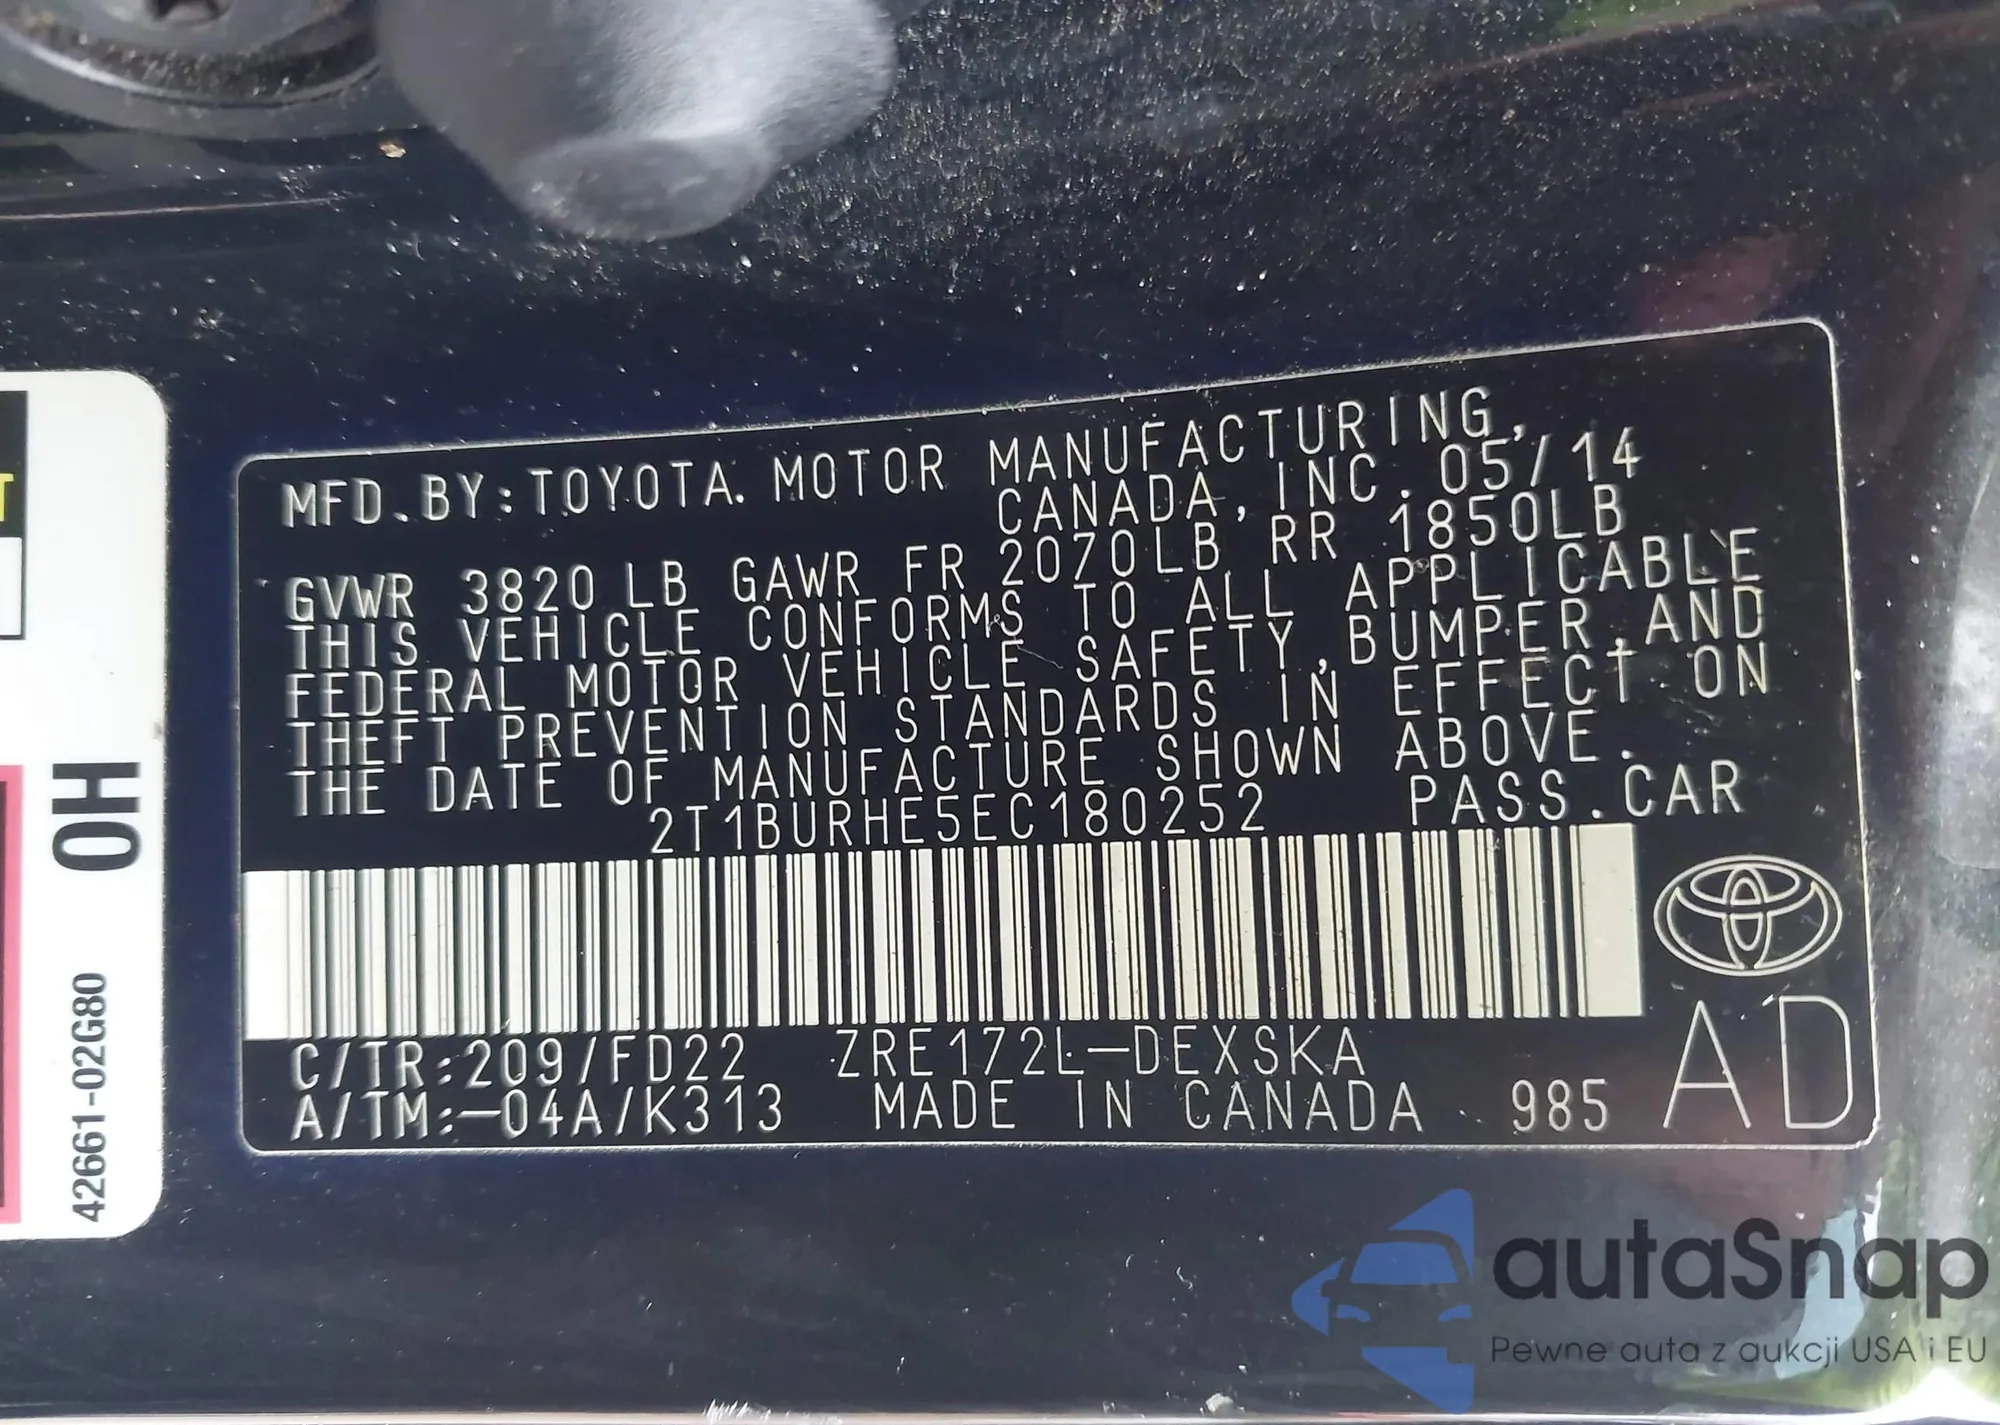 MFD.BY:TOYOTA MOTOR MANUFACTURING,
CANADA, INC. 05/14
GVWR 3820LB GAWR FR 2070LB RR 1850LB
THIS VEHICLE CONFORMS TO ALL APPLICABLE
FEDERAL MOTOR VEHICLE SAFETY,BUMPER,AND
THEFT PREVENTION STANDARDS IN EFFECT ON
THE DATE OF MANUFACTURE SHOWN ABOVE.
2T1BURHE5EC180252 PASS.CAR
C/TR:209/FD22 ZRE172L-DEXSKA
A/TM:-04A/K313 MADE IN CANADA 985
AD
OH
42661-02G80
autaSnap
Pewne auta z aukcji USA i EU